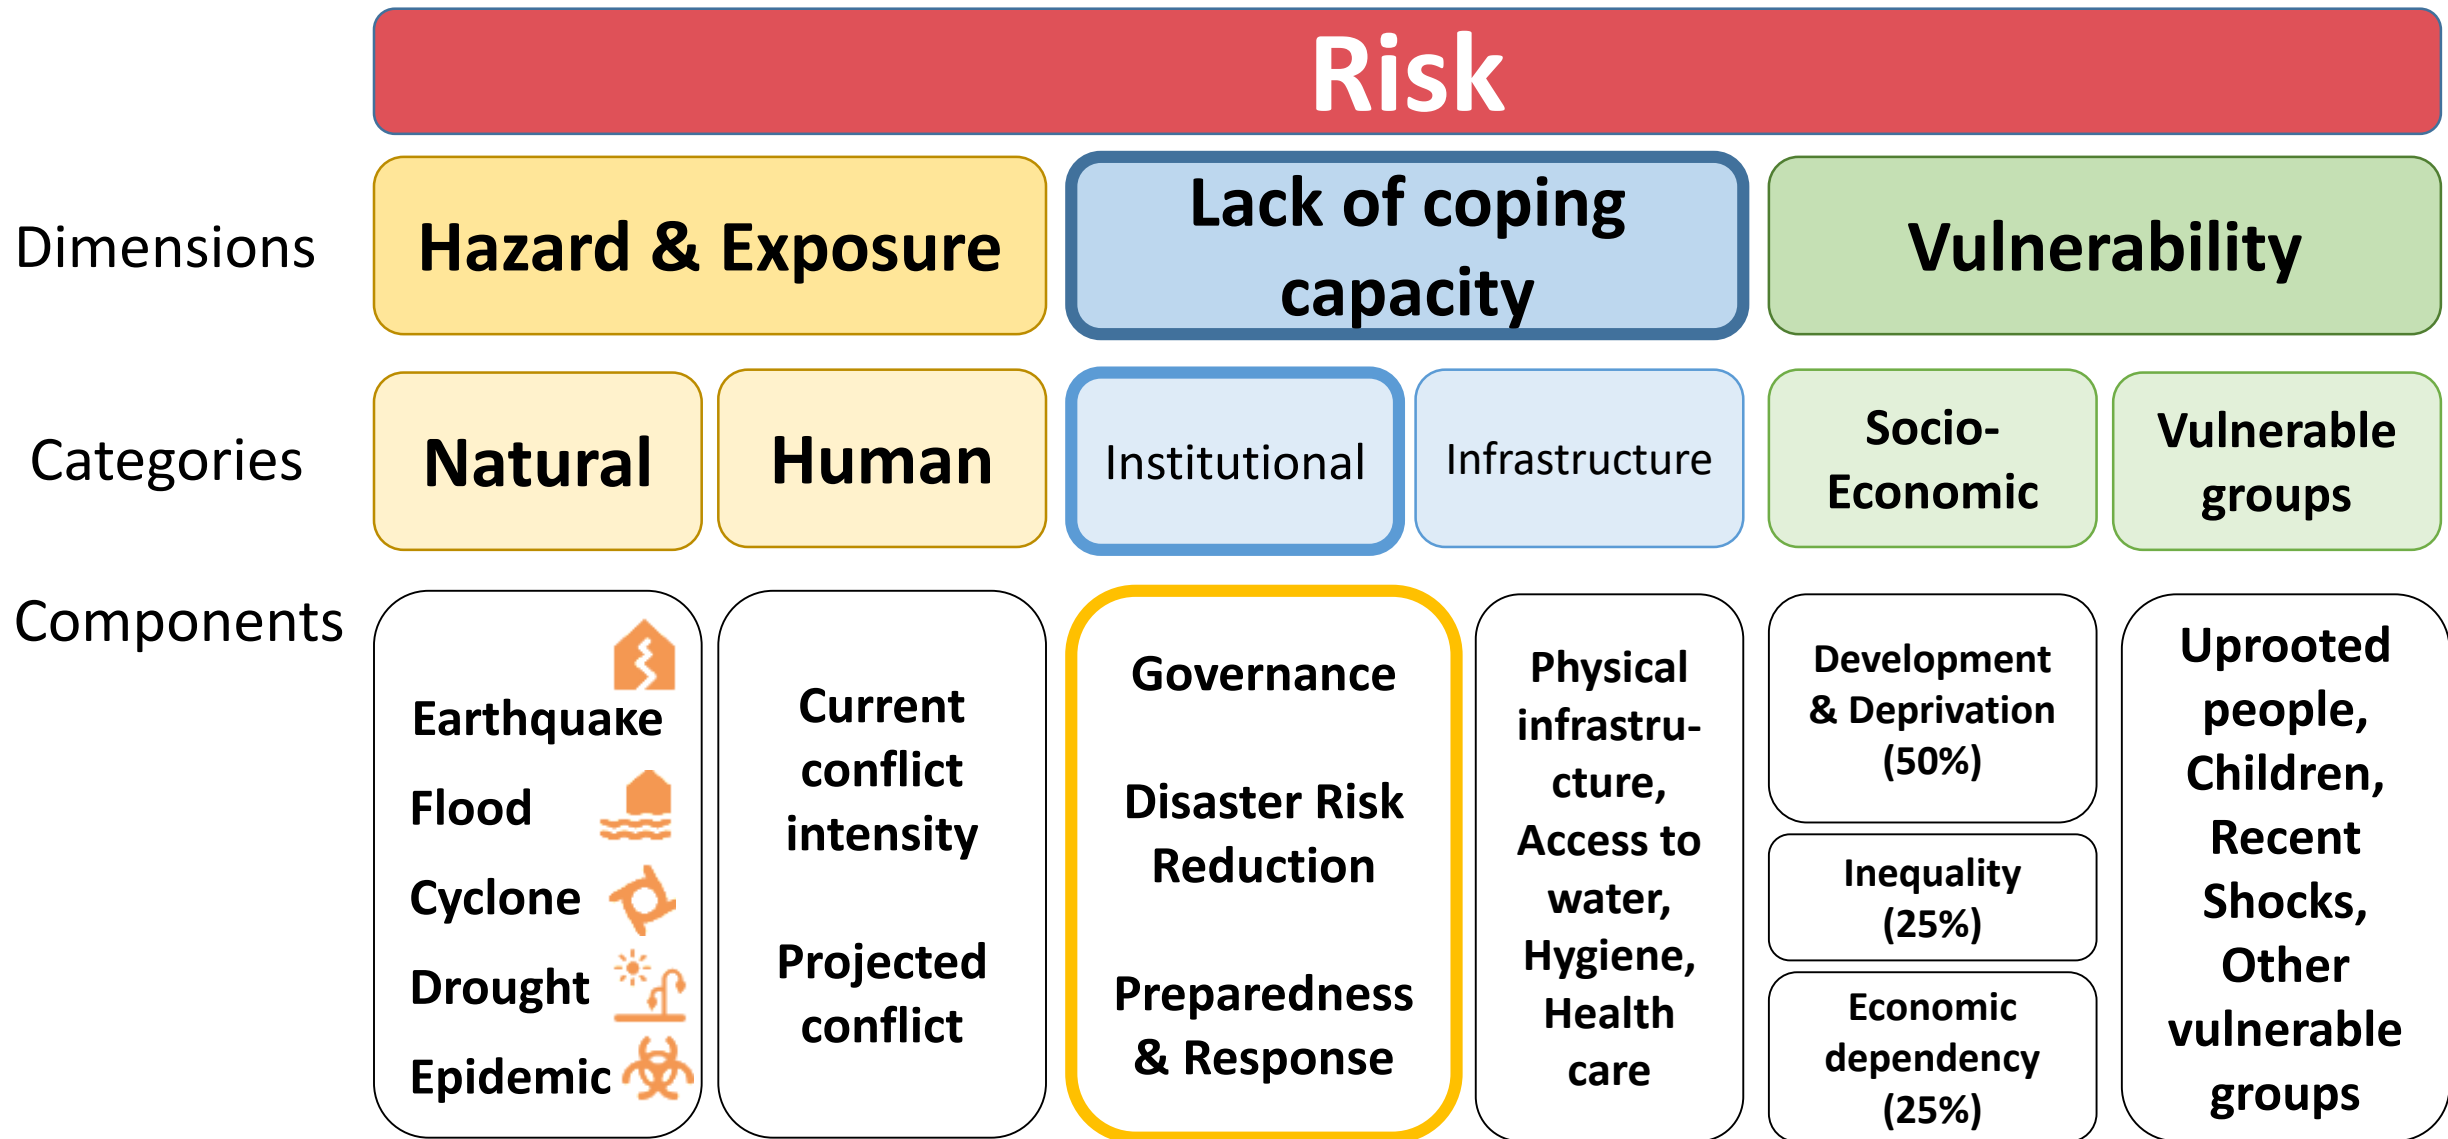 Risk
Dimensions
Hazard & Exposure
Lack of coping
capacity
Vulnerability
Categories
Natural
Human
Institutional
Infrastructure
Socio-
Economic
Vulnerable
groups
Components
Earthquake
Flood
Cyclone
Drought
Epidemic
Current
conflict
intensity
Projected
conflict
Governance
Disaster Risk
Reduction
Preparedness
& Response
Physical
infrastru-
cture,
Access to
water,
Hygiene,
Health
care
Development
& Deprivation
(50%)
Inequality
(25%)
Economic
dependency
(25%)
Uprooted
people,
Children,
Recent
Shocks,
Other
vulnerable
groups